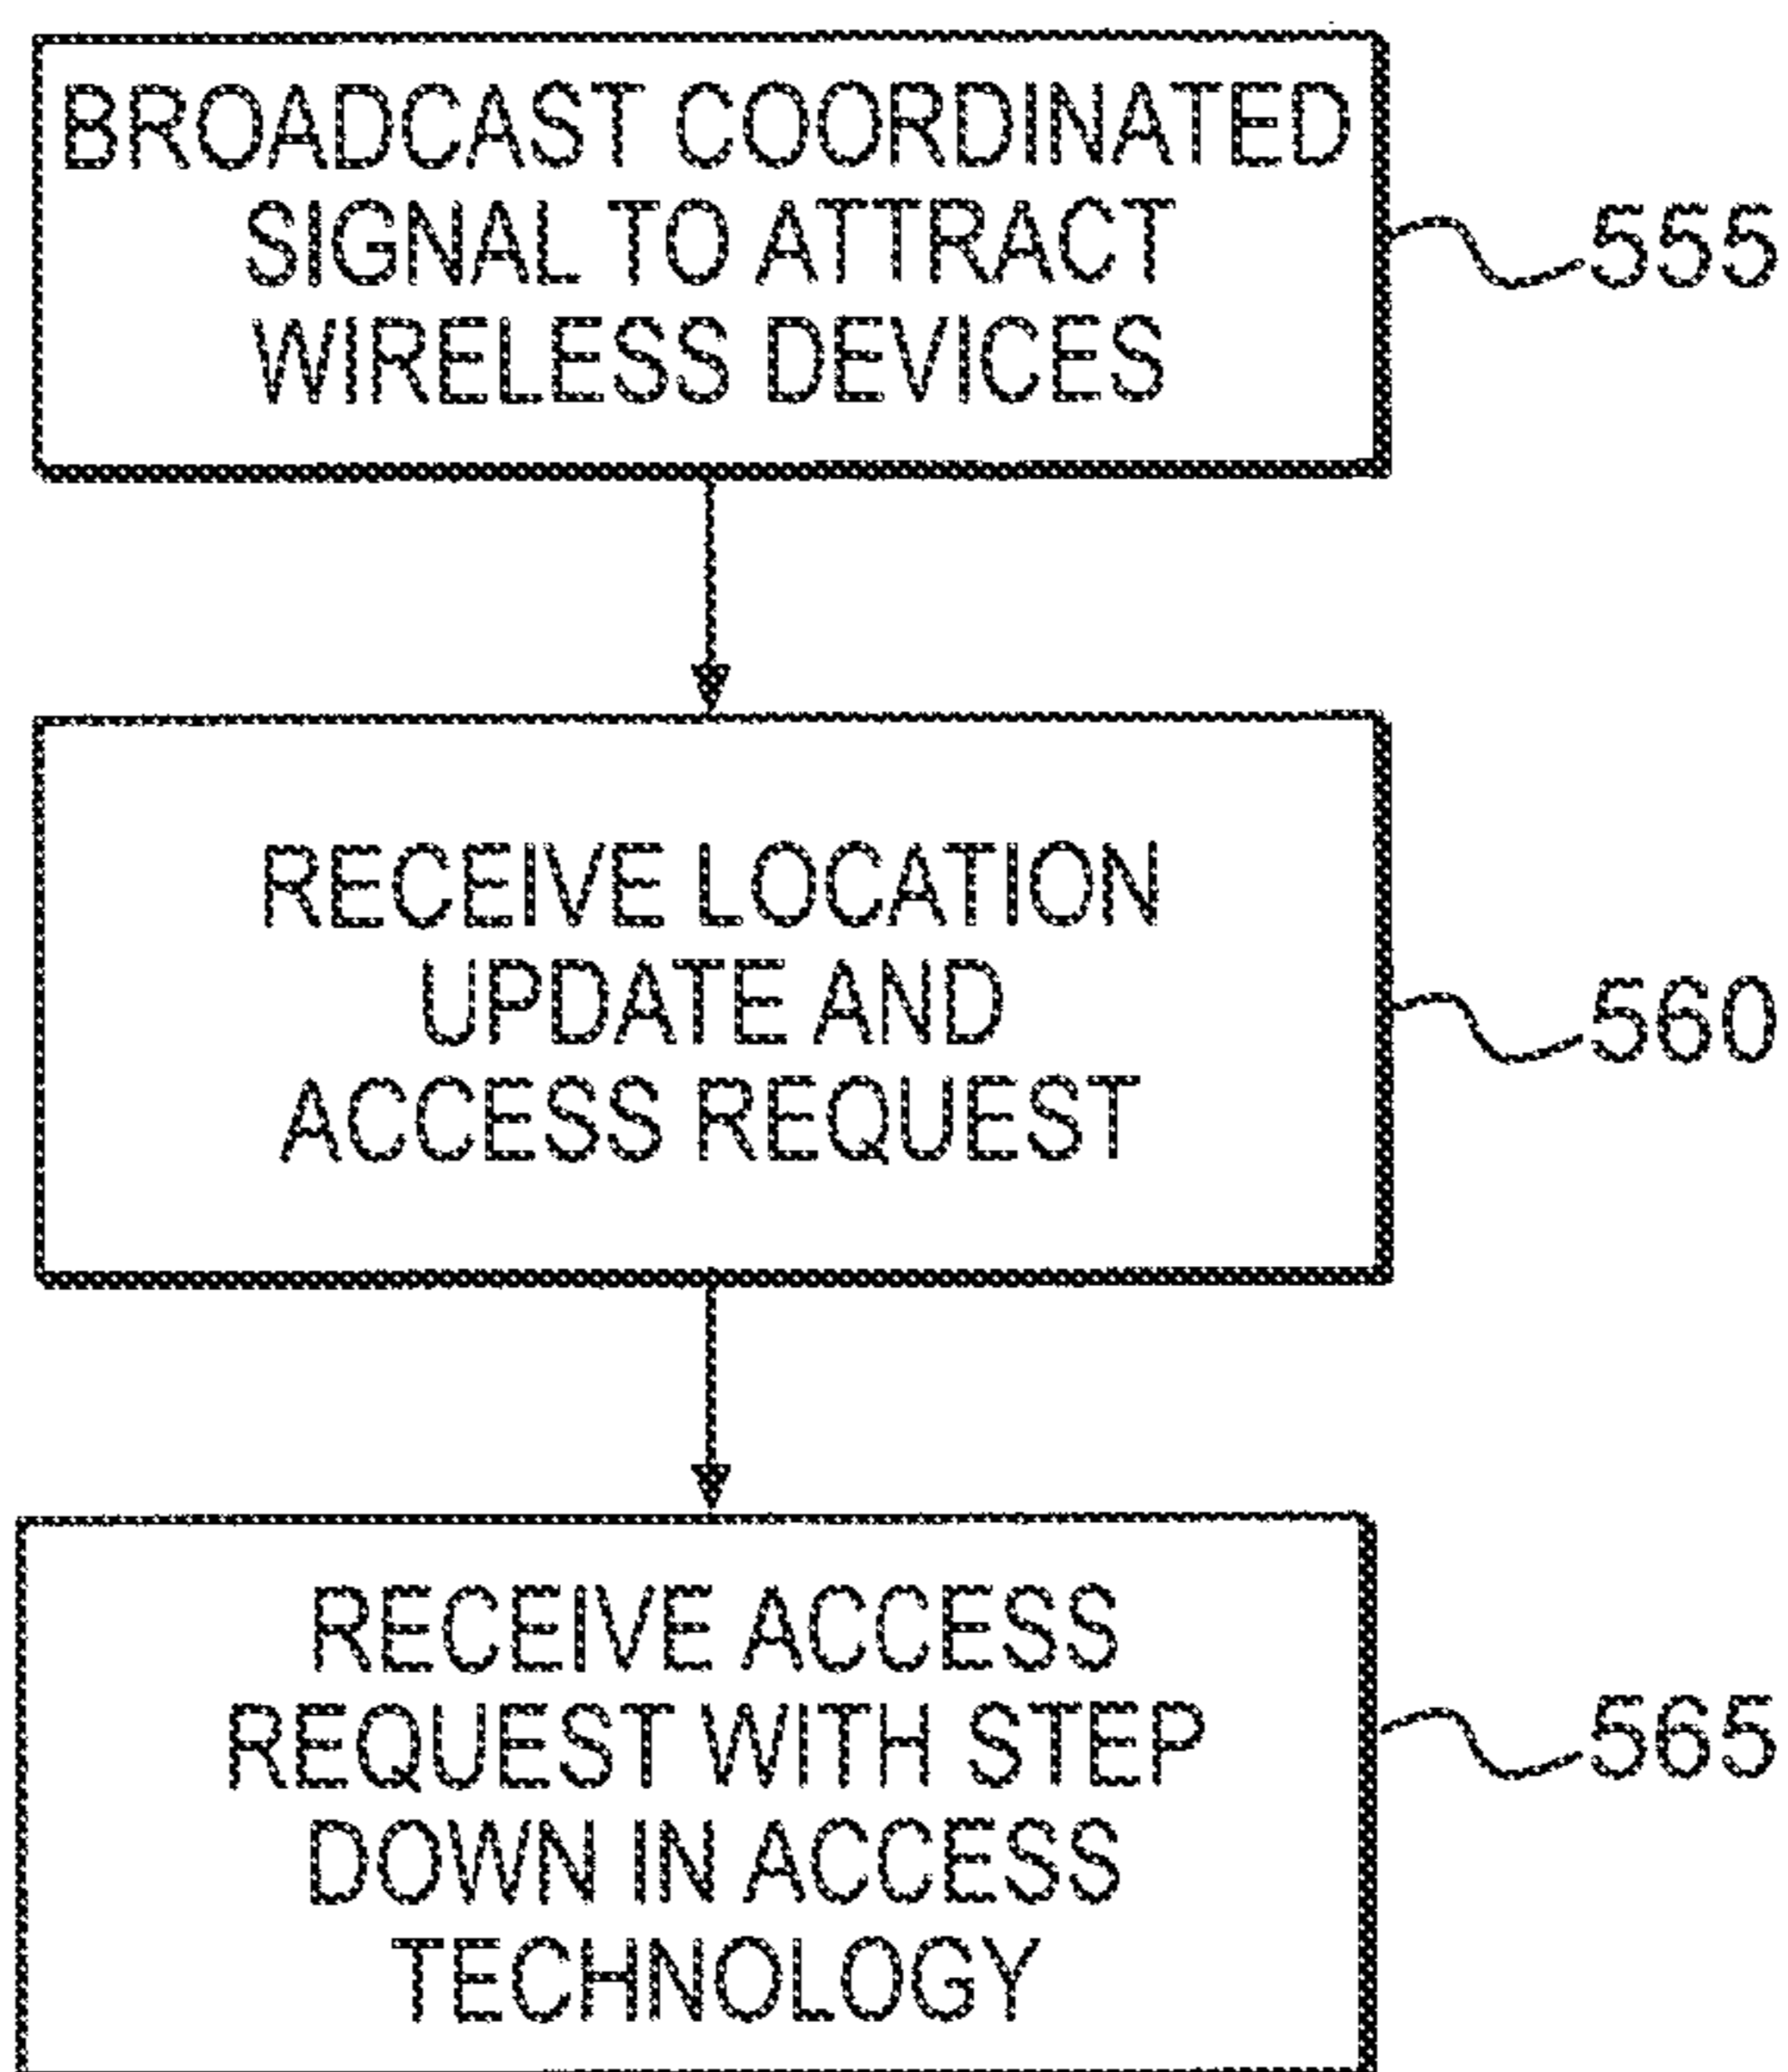 BROADCAST COORDINATED
SIGNAL TO ATTRACT
WIRELESS DEVICES
555
RECEIVE LOCATION
UPDATE AND
ACCESS REQUEST
560
RECEIVE ACCESS
REQUEST WITH STEP
DOWN IN ACCESS
TECHNOLOGY
565